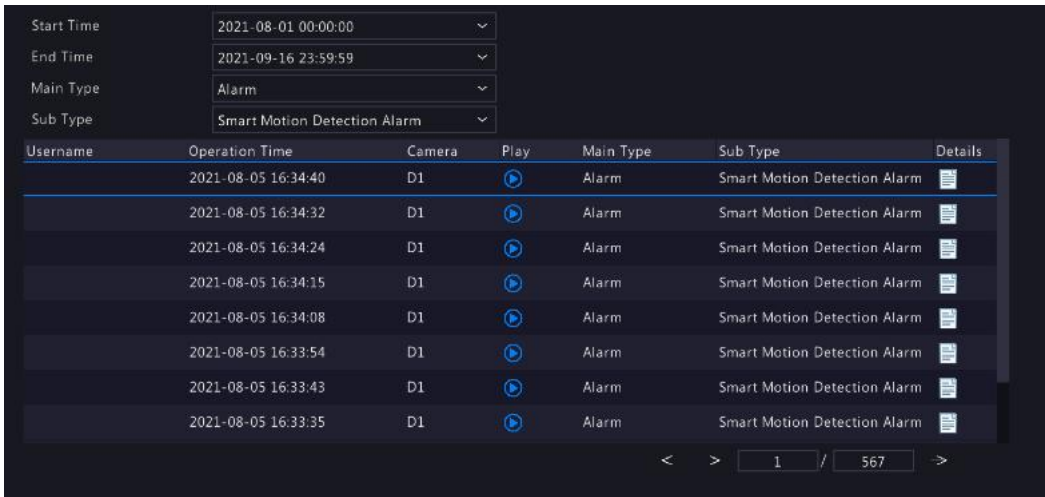 Start Time 2021-08-01 00:00:00
End Time 2021-09-16 23:59:59
Main Type Alarm
Sub Type Smart Motion Detection Alarm
Username Operation Time Camera Play Main Type Sub Type Details
2021-08-05 16:34:40 D1 Alarm Smart Motion Detection Alarm
2021-08-05 16:34:32 D1 Alarm Smart Motion Detection Alarm
2021-08-05 16:34:24 D1 Alarm Smart Motion Detection Alarm
2021-08-05 16:34:15 D1 Alarm Smart Motion Detection Alarm
2021-08-05 16:34:08 D1 Alarm Smart Motion Detection Alarm
2021-08-05 16:33:54 D1 Alarm Smart Motion Detection Alarm
2021-08-05 16:33:43 D1 Alarm Smart Motion Detection Alarm
2021-08-05 16:33:35 D1 Alarm Smart Motion Detection Alarm
< > 1 / 567 ->